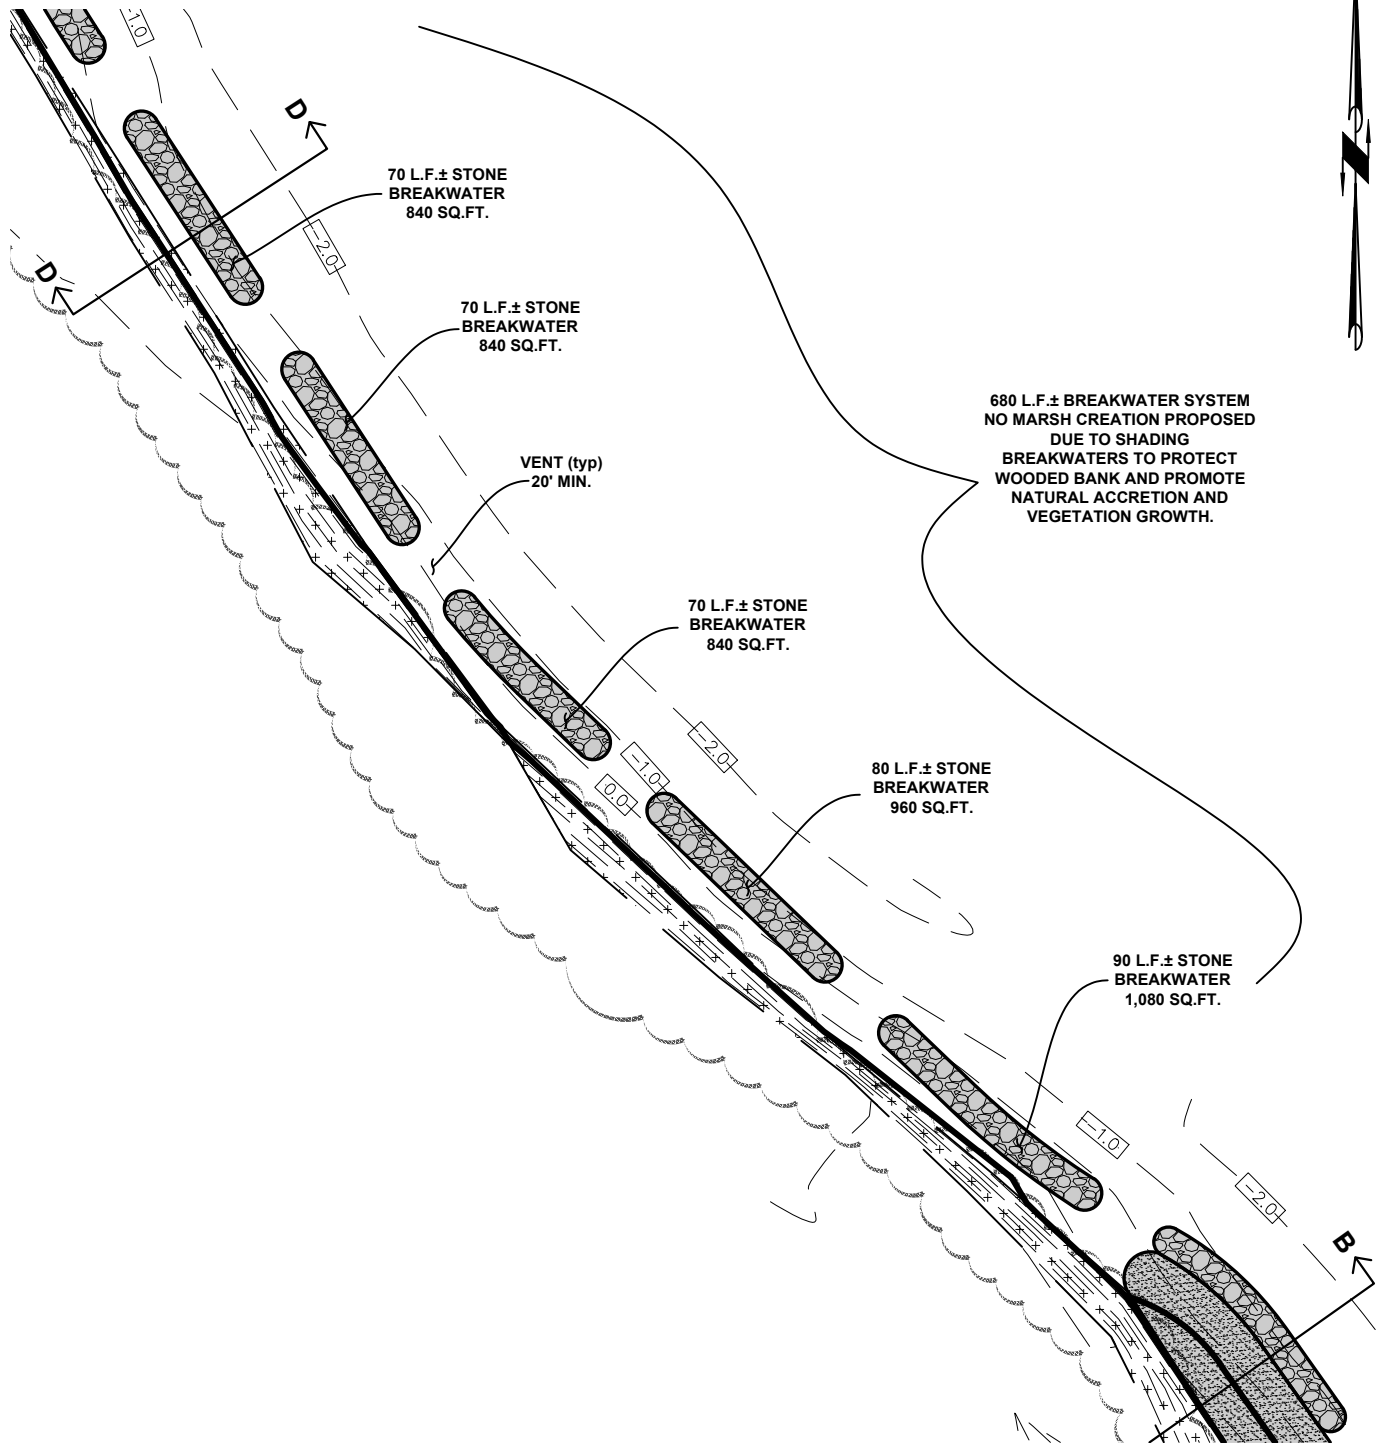 -1.0
D
70 L.F.± STONE
BREAKWATER
840 SQ.FT.
-2.0
D
70 L.F.± STONE
BREAKWATER
840 SQ.FT.
N
680 L.F.± BREAKWATER SYSTEM
NO MARSH CREATION PROPOSED
DUE TO SHADING
BREAKWATERS TO PROTECT
WOODED BANK AND PROMOTE
NATURAL ACCRETION AND
VEGETATION GROWTH.
VENT (typ)
20' MIN.
70 L.F.± STONE
BREAKWATER
840 SQ.FT.
-2.0
-1.0
0.0
80 L.F.± STONE
BREAKWATER
960 SQ.FT.
90 L.F.± STONE
BREAKWATER
1,080 SQ.FT.
-1.0
-2.0
B